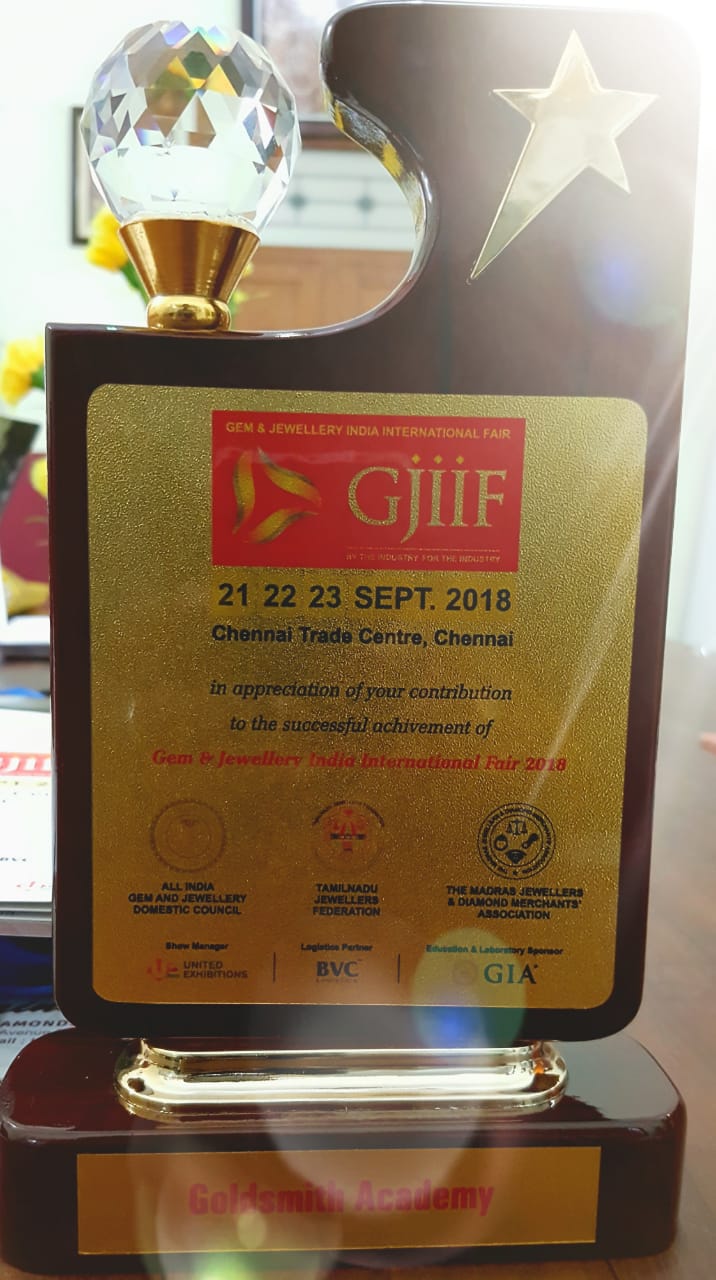 GEM & JEWELLERY INDIA INTERNATIONAL FAIR
GJIIF
BY THE INDUSTRY FOR THE INDUSTRY
21 22 23 SEPT. 2018
Chennai Trade Centre, Chennai
in appreciation of your contribution
to the successful achivement of
Gem & Jewellery India International Fair 2018
ALL INDIA
GEM AND JEWELLERY
DOMESTIC COUNCIL
TAMILNADU
JEWELLERS
FEDERATION
THE MADRAS JEWELLERS
& DIAMOND MERCHANTS'
ASSOCIATION
Show Manager
UNITED
EXHIBITIONS
Logistics Partner
BVC
Education & Laboratory Sponsor
GIA
Goldsmith Academy